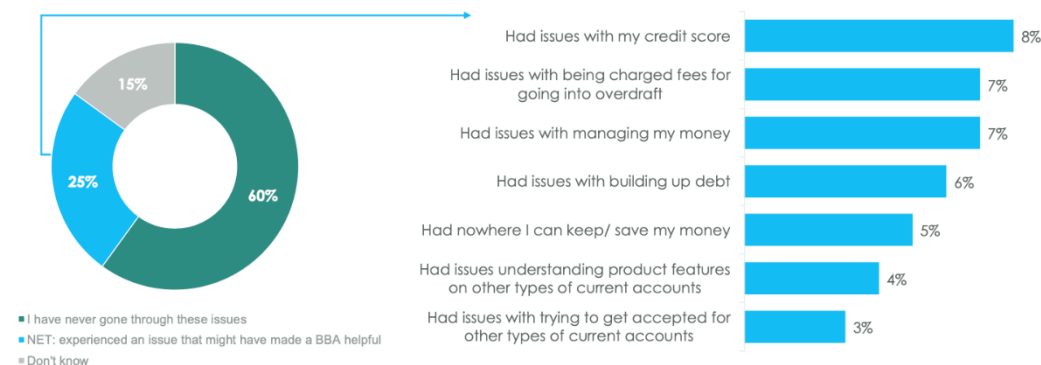 15%
25%
60%
I have never gone through these issues
NET: experienced an issue that might have made a BBA helpful
Don't know
Had issues with my credit score
8%
Had issues with being charged fees for
going into overdraft
7%
Had issues with managing my money
7%
Had issues with building up debt
6%
Had nowhere I can keep/ save my money
5%
Had issues understanding product features
on other types of current accounts
4%
Had issues with trying to get accepted for
other types of current accounts
3%